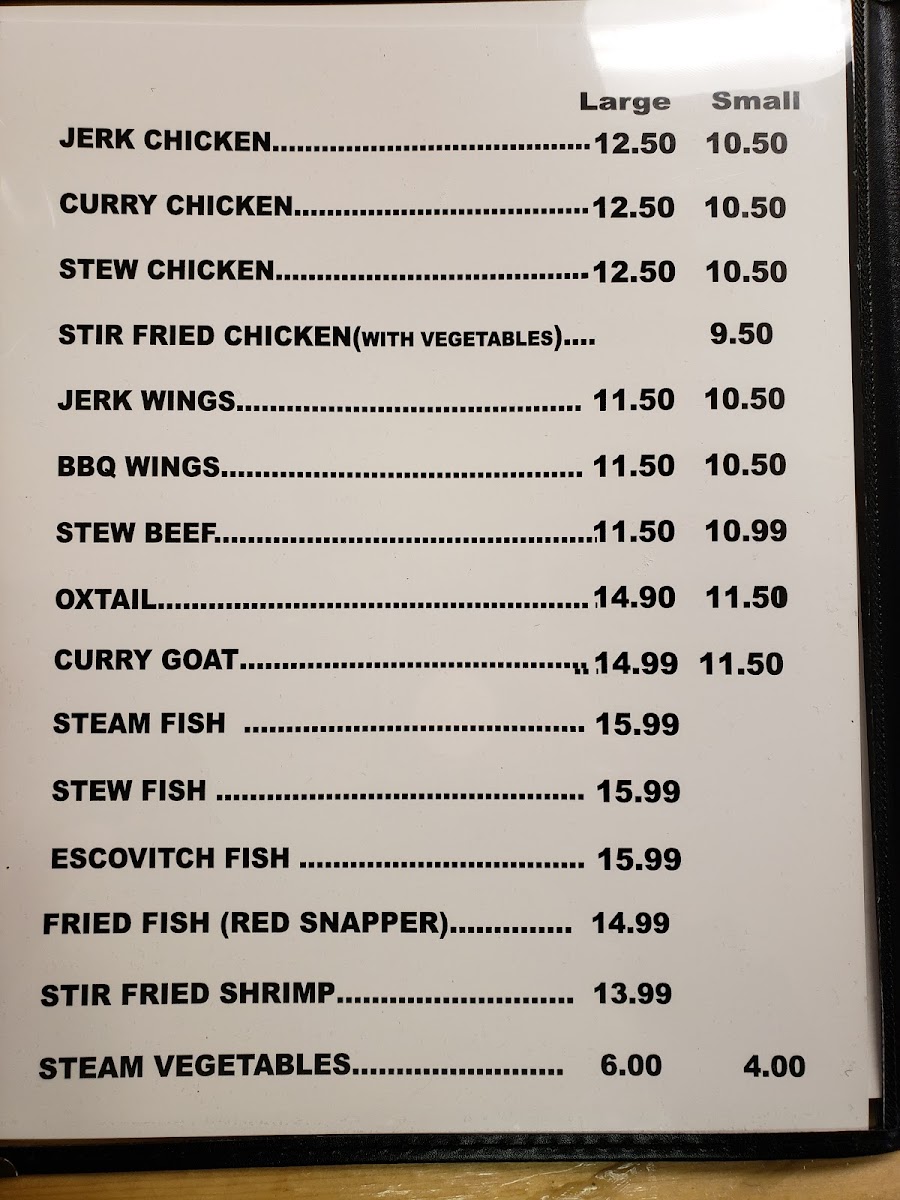 Large Small
JERK CHICKEN......................................12.50 10.50
CURRY CHICKEN...................................12.50 10.50
STEW CHICKEN.....................................12.50 10.50
STIR FRIED CHICKEN(WITH VEGETABLES).... 9.50
JERK WINGS......................................... 11.50 10.50
BBQ WINGS........................................... 11.50 10.50
STEW BEEF.............................................11.50 10.99
OXTAIL................................................... 14.90 11.50
CURRY GOAT..........................................14.99 11.50
STEAM FISH ......................................... 15.99
STEW FISH ............................................ 15.99
ESCOVITCH FISH .................................. 15.99
FRIED FISH (RED SNAPPER)............... 14.99
STIR FRIED SHRIMP............................ 13.99
STEAM VEGETABLES......................... 6.00 4.00